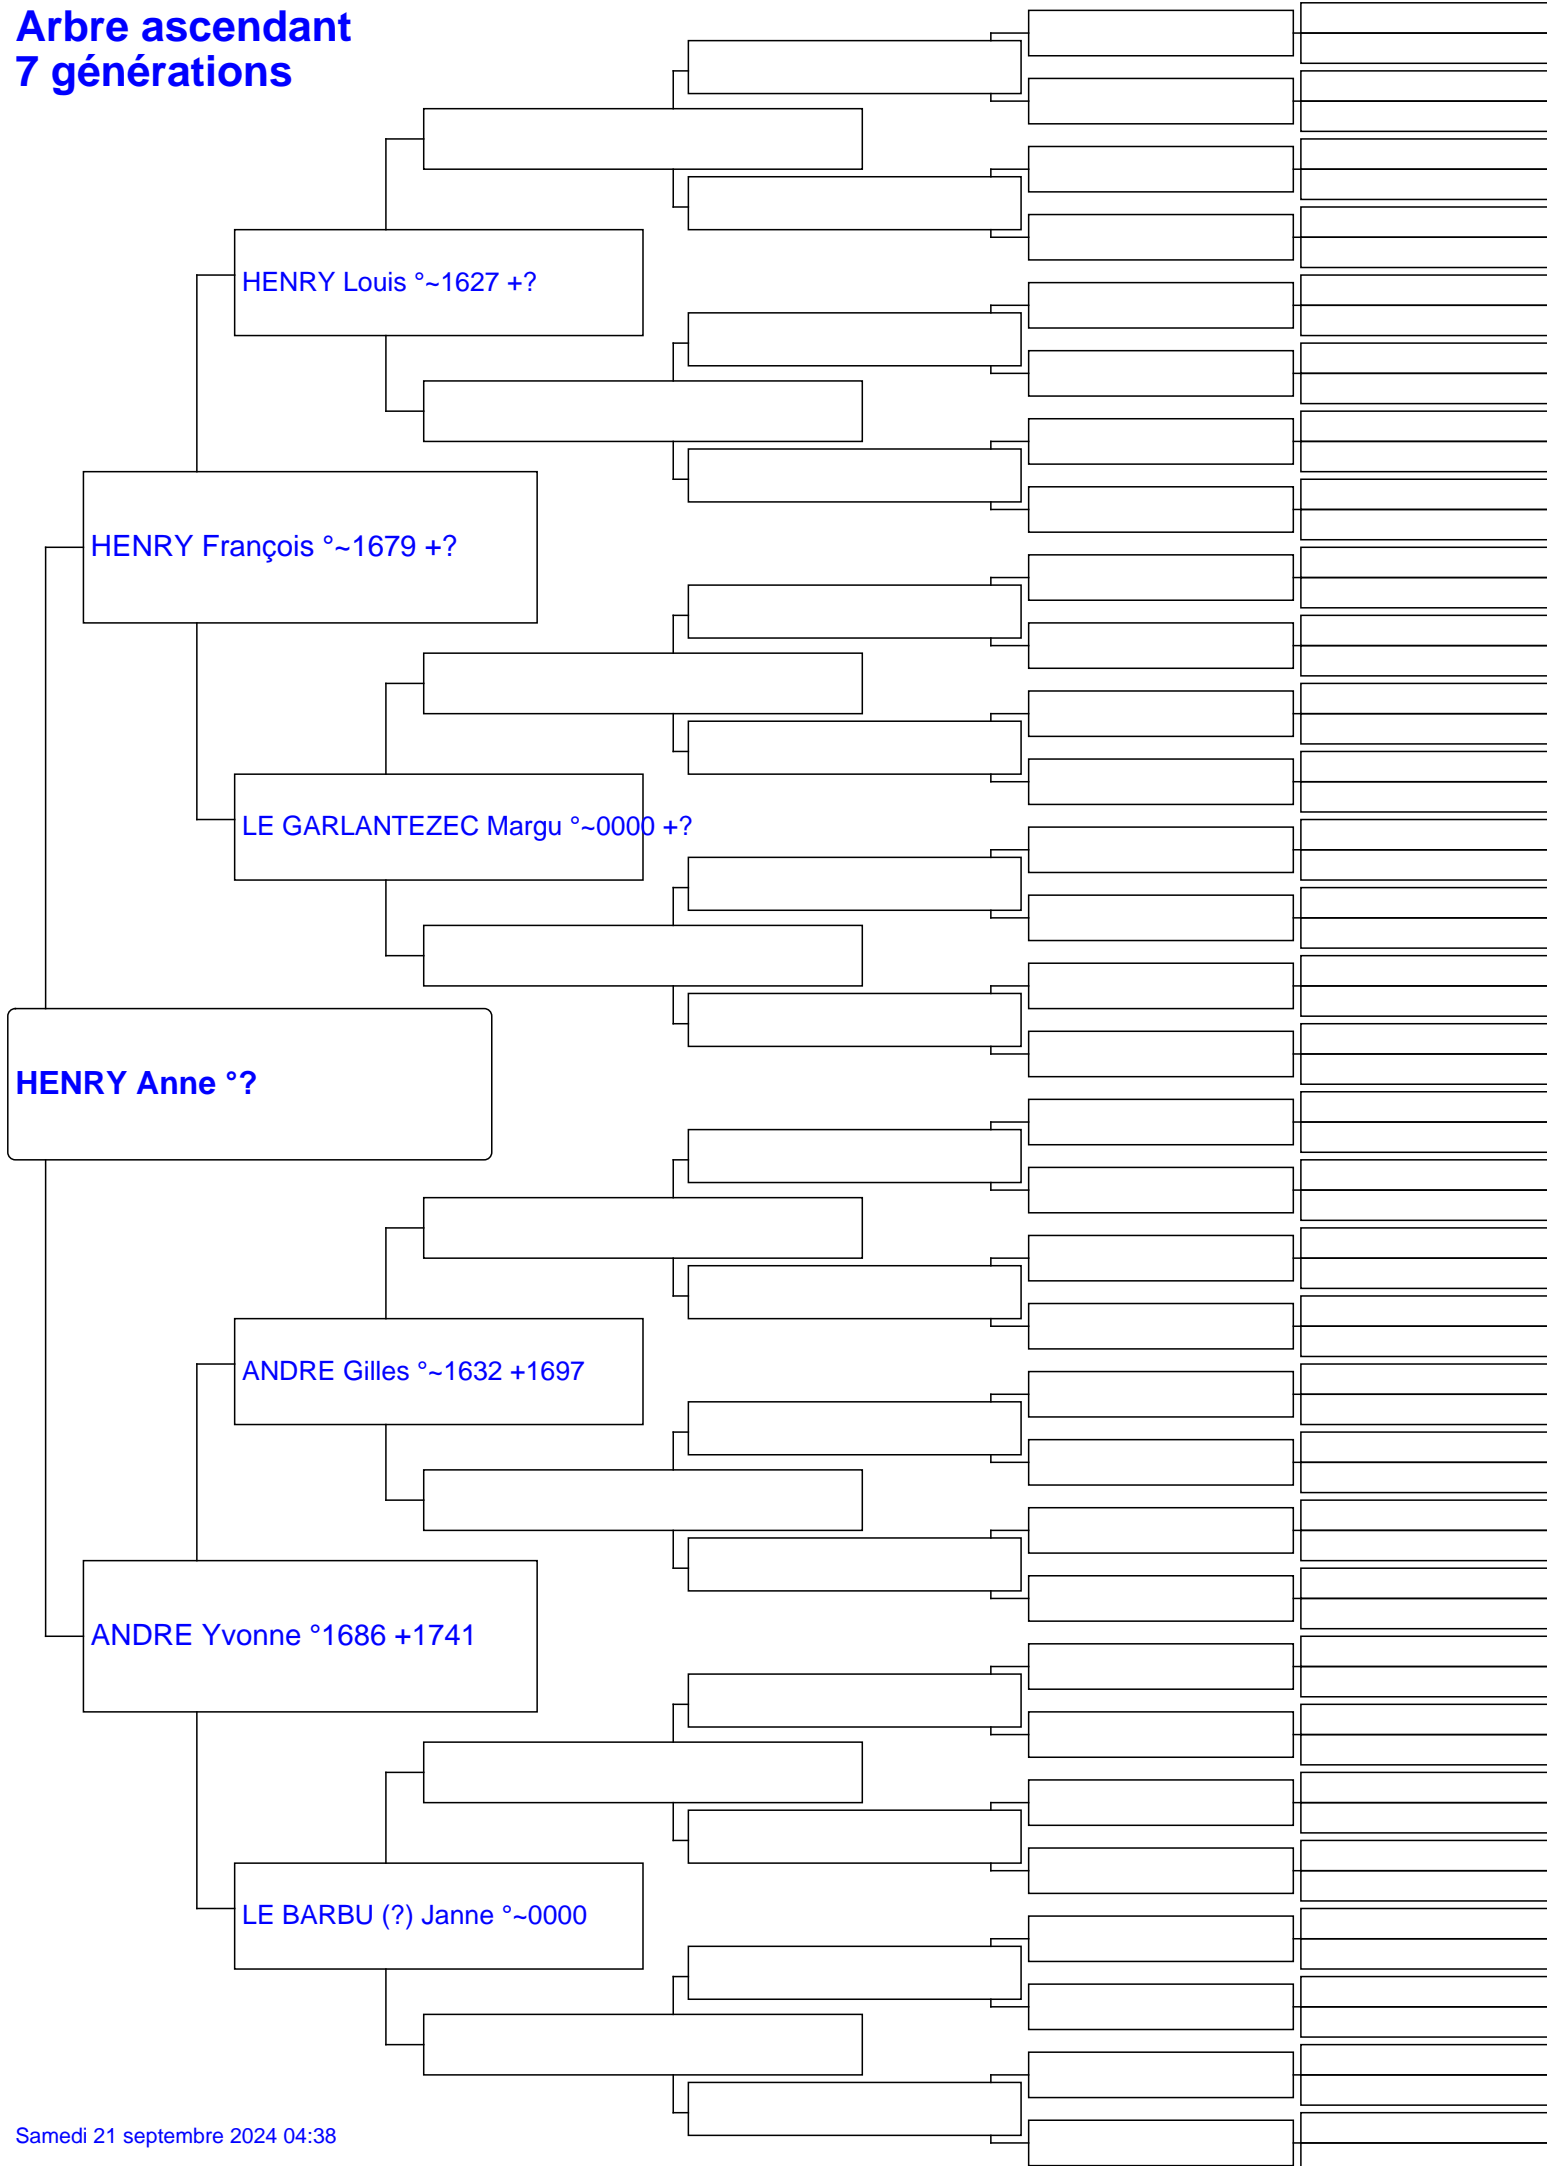 Arbre ascendant
7 générations
HENRY Louis °~1627 +?
HENRY François °~1679 +?
LE GARLANTEZEC Margu °~0000 +?
HENRY Anne °?
ANDRE Gilles °~1632 +1697
ANDRE Yvonne °1686 +1741
LE BARBU (?) Janne °~0000
Samedi 21 septembre 2024 04:38